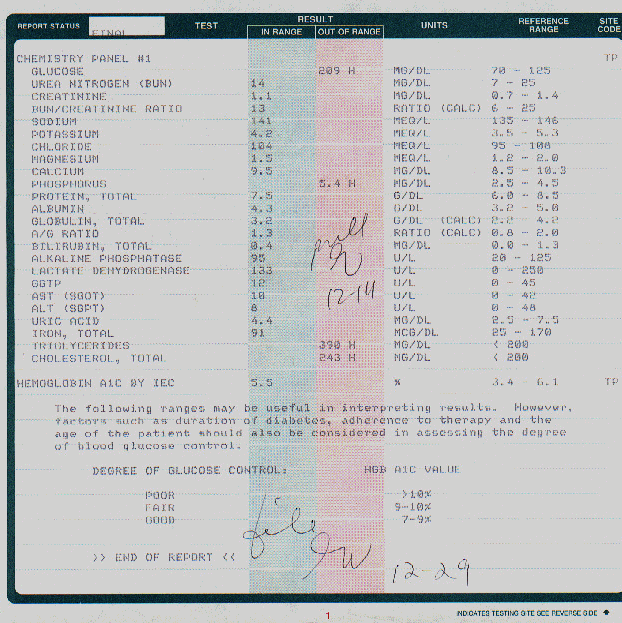 REPORT STATUS FINAL TEST RESULT UNITS REFERENCE RANGE SITE CODE
IN RANGE OUT OF RANGE
CHEMISTRY PANEL #1 TP
GLUCOSE 209 H MG/DL 70 - 125
UREA NITROGEN (BUN) 14 MG/DL 7 - 25
CREATININE 1.1 MG/DL 0.7 - 1.4
BUN/CREATININE RATIO 13 RATIO (CALC) 6 - 25
SODIUM 141 MEQ/L 135 - 146
POTASSIUM 4.2 MEQ/L 3.5 - 5.3
CHLORIDE 104 MEQ/L 95 - 108
MAGNESIUM 1.5 MEQ/L 1.2 - 2.0
CALCIUM 9.5 MG/DL 8.5 - 10.3
PHOSPHORUS 5.4 H MG/DL 2.5 - 4.5
PROTEIN, TOTAL 7.5 G/DL 6.0 - 8.5
ALBUMIN 4.3 G/DL 3.2 - 5.0
GLOBULIN, TOTAL 3.2 G/DL (CALC) 2.2 - 4.2
A/G RATIO 1.3 RATIO (CALC) 0.8 - 2.0
BILIRUBIN, TOTAL 0.4 MG/DL 0.0 - 1.3
ALKALINE PHOSPHATASE 95 U/L 20 - 125
LACTATE DEHYDROGENASE 133 U/L 0 - 250
GGTP 12 U/L 0 - 45
AST (SGOT) 10 U/L 0 - 42
ALT (SGPT) 8 U/L 0 - 48
URIC ACID 4.4 MG/DL 2.5 - 7.5
IRON, TOTAL 91 MCG/DL 25 - 170
TRIGLYCERIDES 390 H MG/DL < 200
CHOLESTEROL, TOTAL 243 H MG/DL < 200
12-14
HEMOGLOBIN A1C BY IEC 5.5 % 3.4 - 6.1 TP
The following ranges may be useful in interpreting results. However,
factors such as duration of diabetes, adherence to therapy and the
age of the patient should also be considered in assessing the degree
of blood glucose control.
DEGREE OF GLUCOSE CONTROL: HGB A1C VALUE
POOR >10%
FAIR 9-10%
GOOD 7-9%
file
>> END OF REPORT <<
12-29
1
INDICATES TESTING SITE SEE REVERSE SIDE